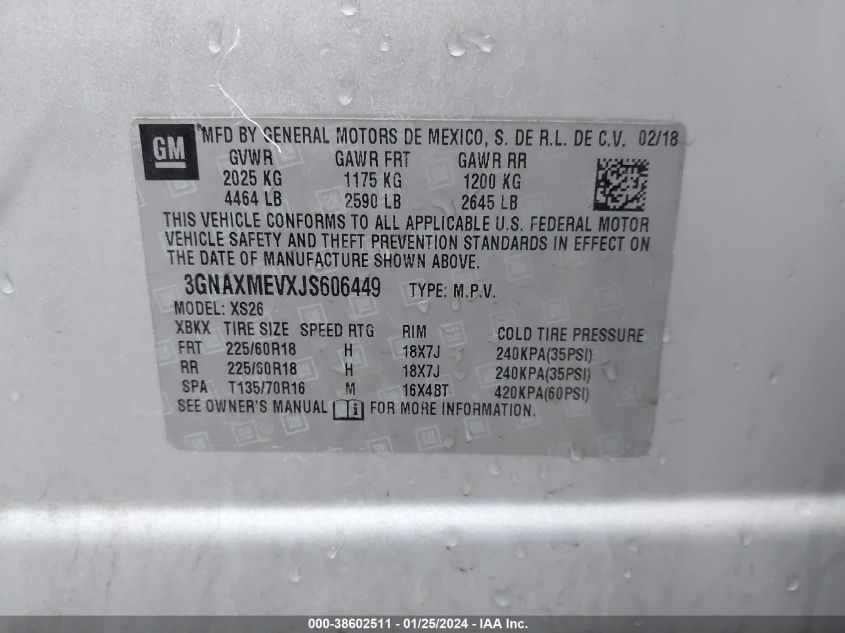 GM *MFD BY GENERAL MOTORS DE MEXICO, S. DE R.L. DE C.V. 02/18
GVWR GAWR FRT GAWR RR
2025 KG 1175 KG 1200 KG
4464 LB 2590 LB 2645 LB
THIS VEHICLE CONFORMS TO ALL APPLICABLE U.S. FEDERAL MOTOR
VEHICLE SAFETY AND THEFT PREVENTION STANDARDS IN EFFECT ON
THE DATE OF MANUFACTURE SHOWN ABOVE.
3GNAXMEVXJS606449 TYPE: M.P.V.
MODEL: XS26
XBKX TIRE SIZE SPEED RTG RIM COLD TIRE PRESSURE
FRT 225/60R18 H 18X7J 240KPA(35PSI)
RR 225/60R18 H 18X7J 240KPA(35PSI)
SPA T135/70R16 M 16X4BT 420KPA(60PSI)
SEE OWNER'S MANUAL FOR MORE INFORMATION.
000-38602511 - 01/25/2024 - IAA Inc.